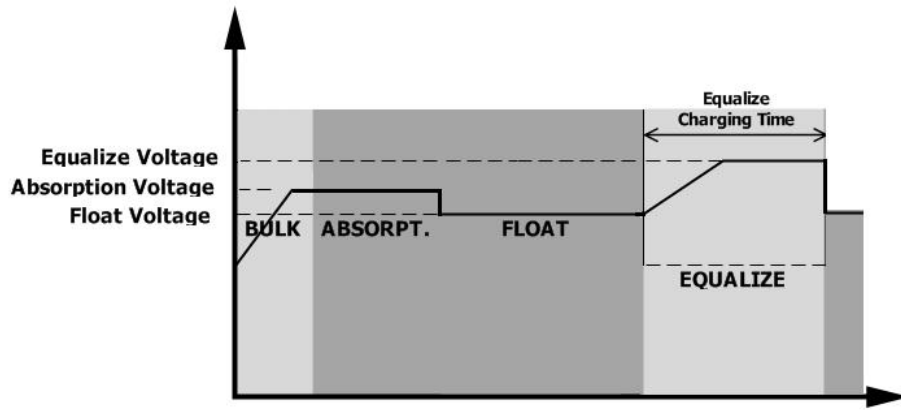 Equalize
Charging Time
Equalize Voltage
Absorption Voltage
Float Voltage
BULK ABSORPT. FLOAT
EQUALIZE